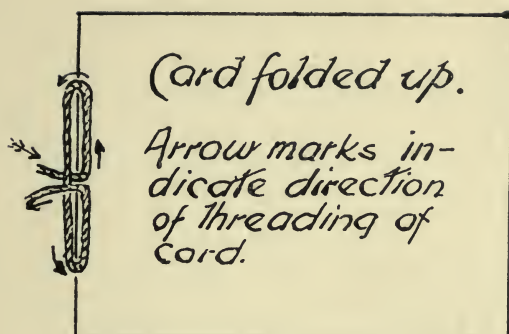 Card folded up.
Arrow marks in-
dicate direction
of threading of
cord.